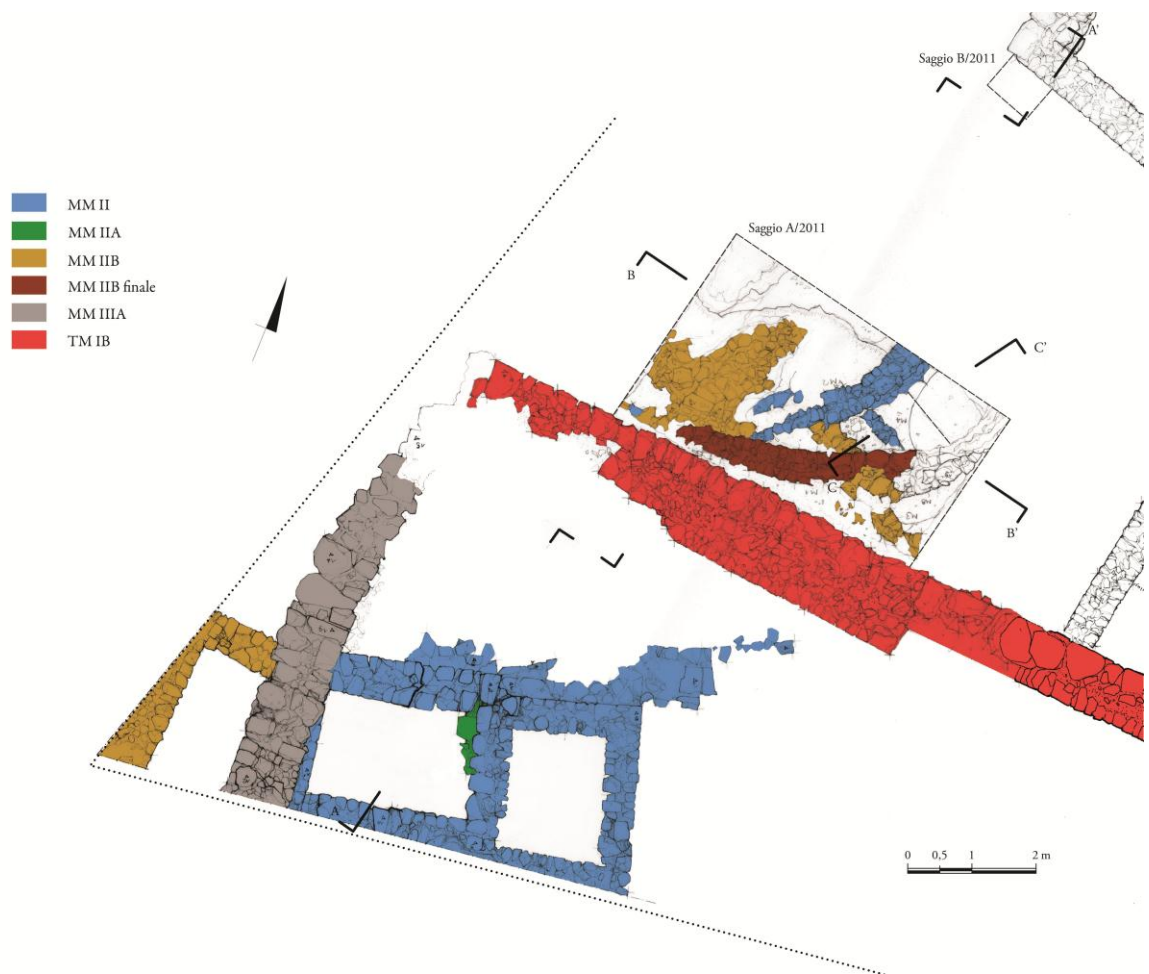 A'
Saggio B/2011
MM II
MM IIA
MM IIB
MM IIB finale
MM IIIA
TM IB
Saggio A/2011
B
C'
C
B'
A
0 0,5 1 2 m